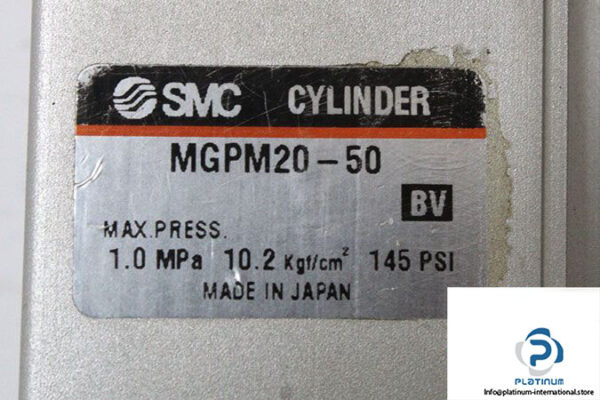 SMC CYLINDER
MGPM20-50
BV
MAX.PRESS.
1.0 MPa 10.2 Kgf/cm² 145 PSI
MADE IN JAPAN
PLATINUM
Info@platinum-international.store